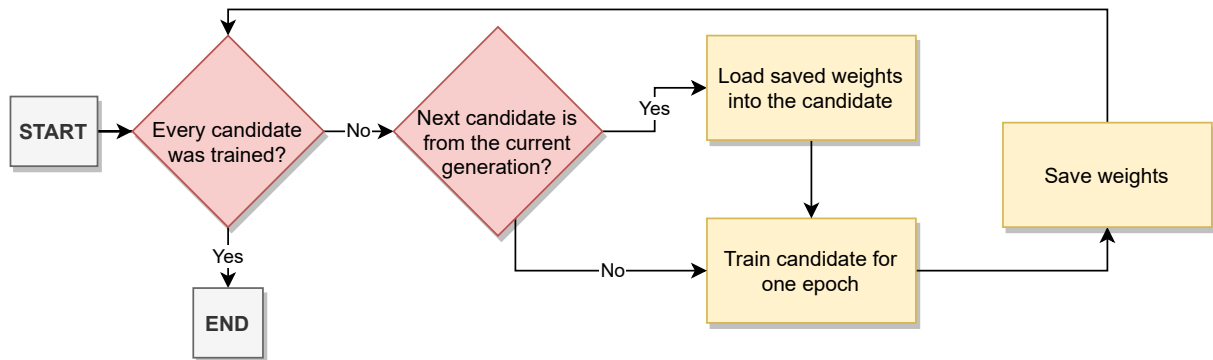 START
Every candidate
was trained?
No
Next candidate is
from the current
generation?
Yes
Load saved weights
into the candidate
Save weights
Yes
No
Train candidate for
one epoch
END